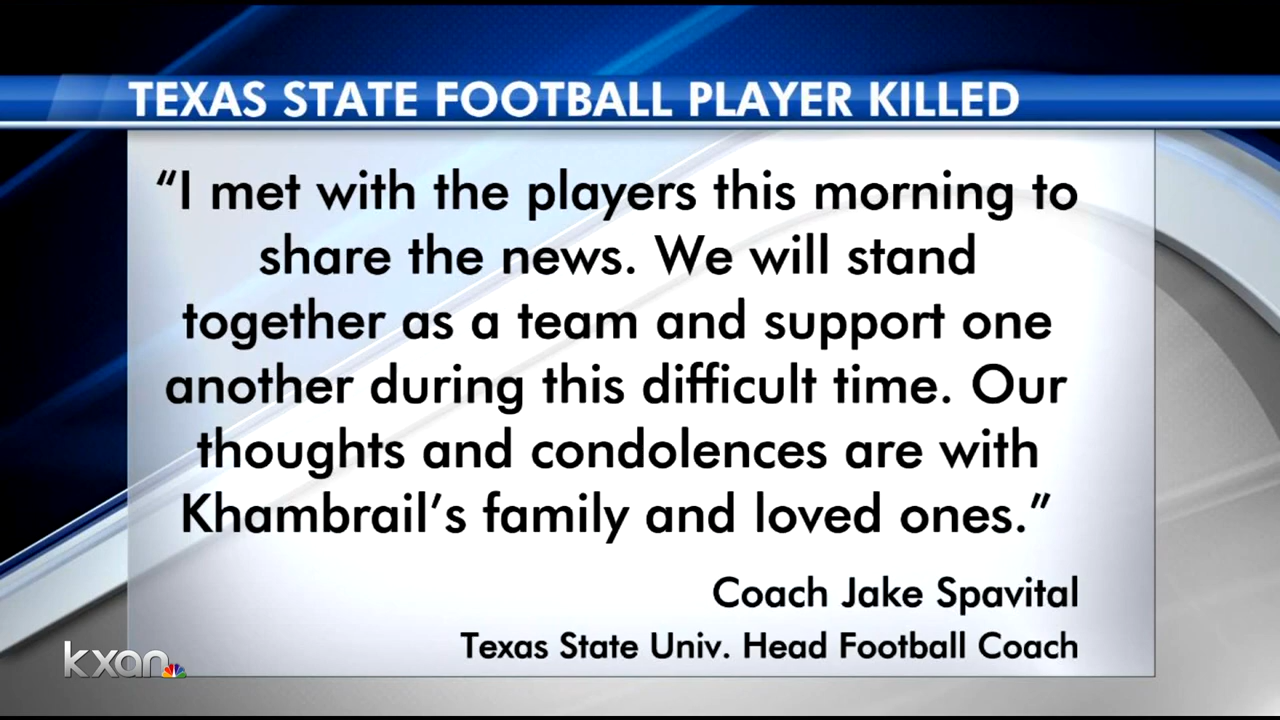 TEXAS STATE FOOTBALL PLAYER KILLED
“I met with the players this morning to
share the news. We will stand
together as a team and support one
another during this difficult time. Our
thoughts and condolences are with
Khambrail’s family and loved ones.”
Coach Jake Spavital
Texas State Univ. Head Football Coach
kxan